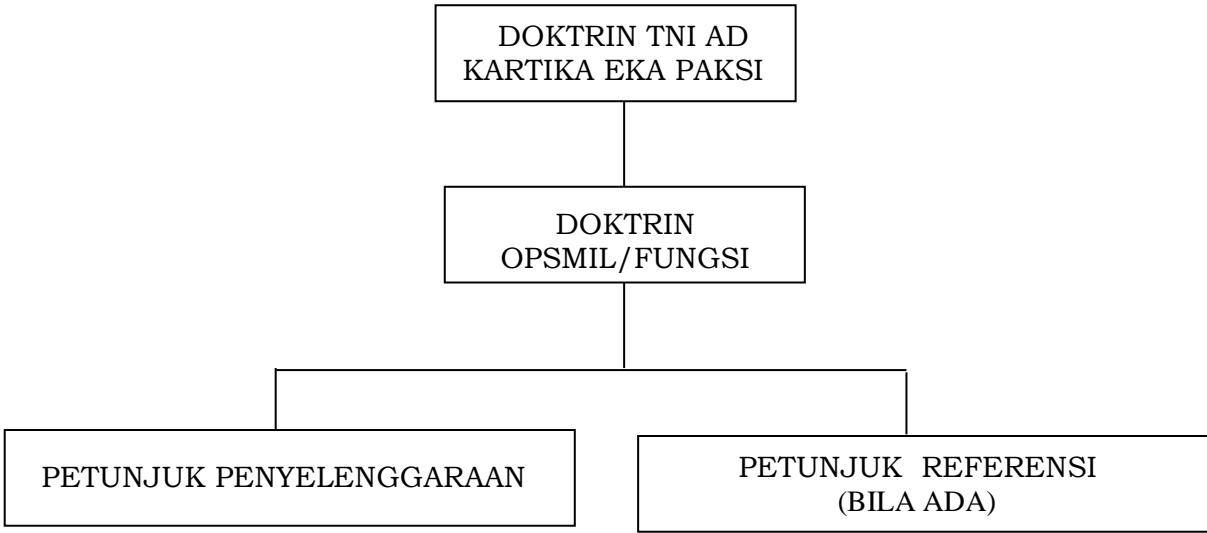 DOKTRIN TNI AD
KARTIKA EKA PAKSI
DOKTRIN
OPSMIL/FUNGSI
PETUNJUK PENYELENGGARAAN
PETUNJUK REFERENSI
(BILA ADA)